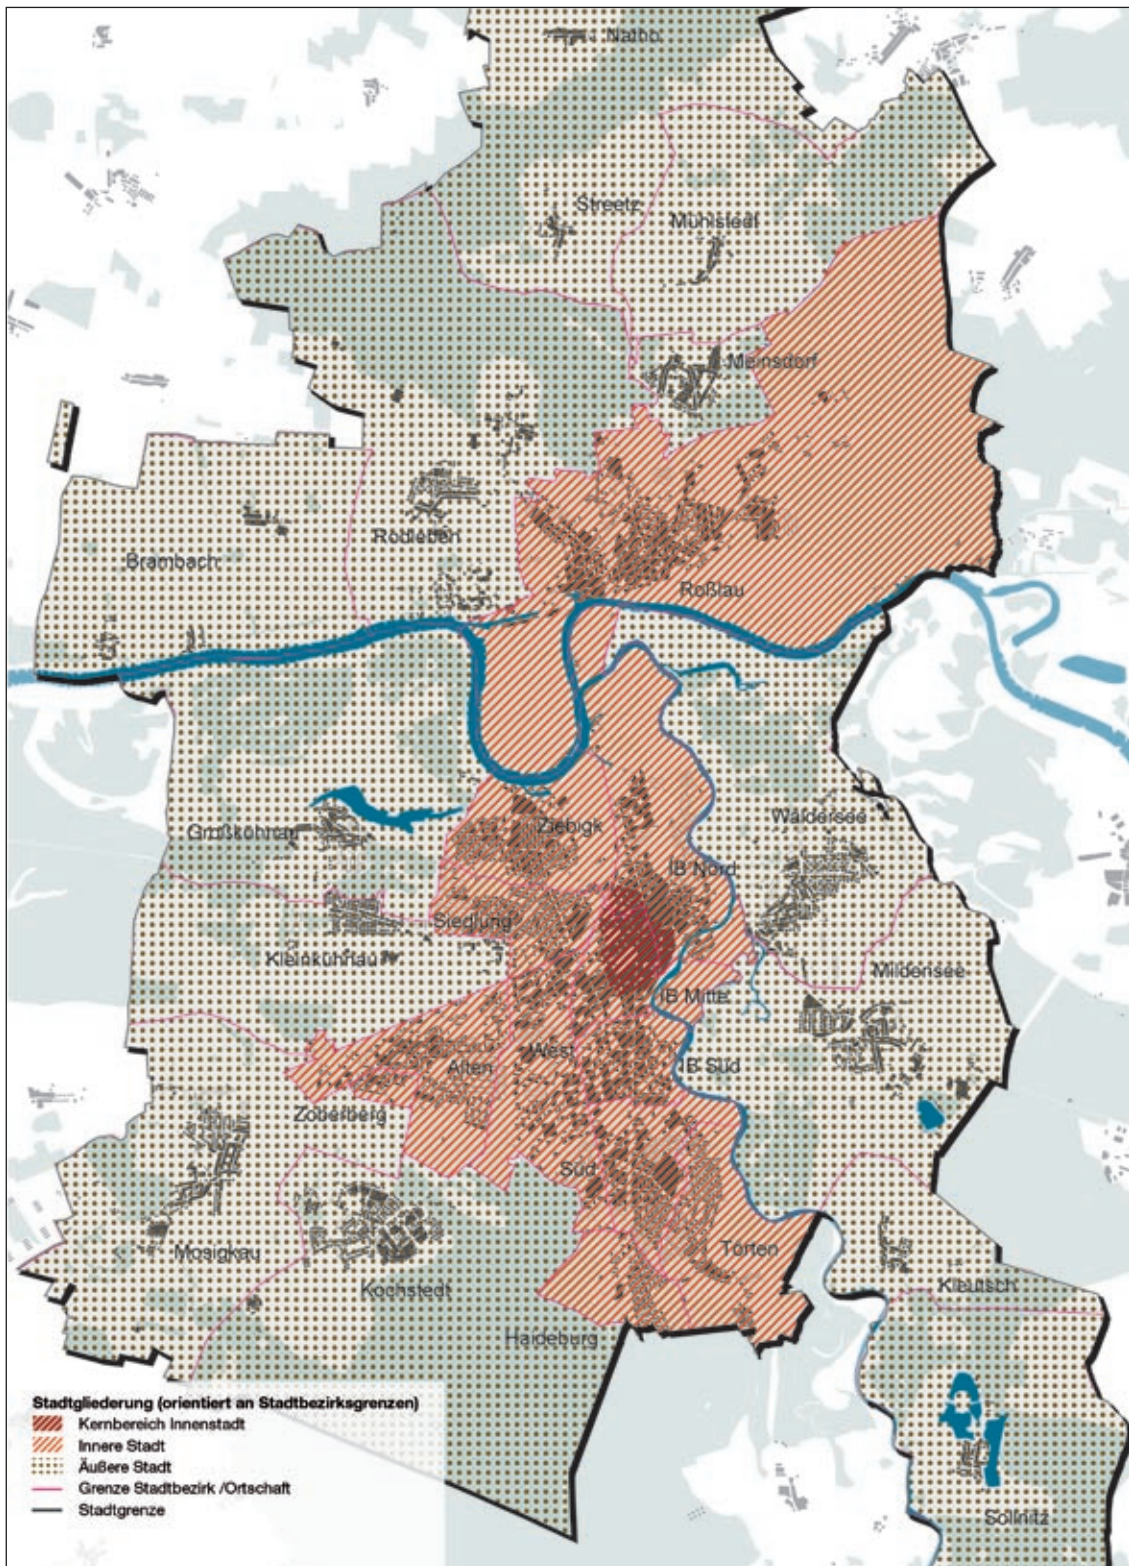 Natho
Streetz
Mühlstedt
Meinsdorf
Rodleben
Brambach
Roßlau
Waldersee
Großkühnau
Ziebigk
IB Nord
Siedlung
Kleinkühnau
Mildensee
IB Mitte
West
Alten
IB Süd
Zoberberg
Süd
Mosigkau
Törten
Kochstedt
Kleutsch
Haideburg
Stadtgliederung (orientiert an Stadtbezirksgrenzen)
Kernbereich Innenstadt
Innere Stadt
Äußere Stadt
Grenze Stadtbezirk /Ortschaft
Stadtgrenze
Sollnitz